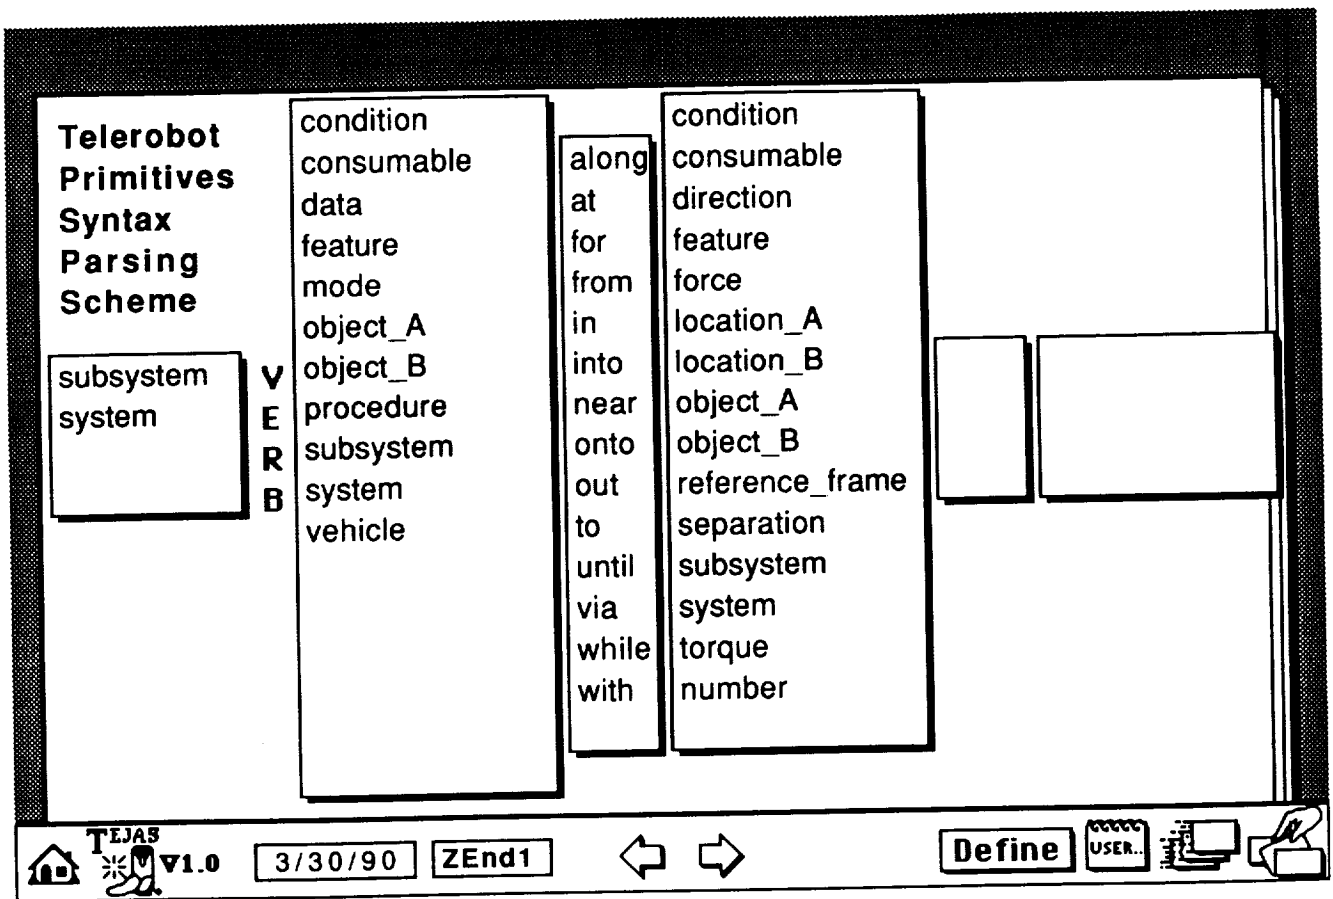 Telerobot
Primitives
Syntax
Parsing
Scheme
subsystem
system
V
E
R
B
condition
consumable
data
feature
mode
object_A
object_B
procedure
subsystem
system
vehicle
along
at
for
from
in
into
near
onto
out
to
until
via
while
with
condition
consumable
direction
feature
force
location_A
location_B
object_A
object_B
reference_frame
separation
subsystem
system
torque
number
TEJAS
V1.0
3/30/90
ZEnd1
Define
USER..